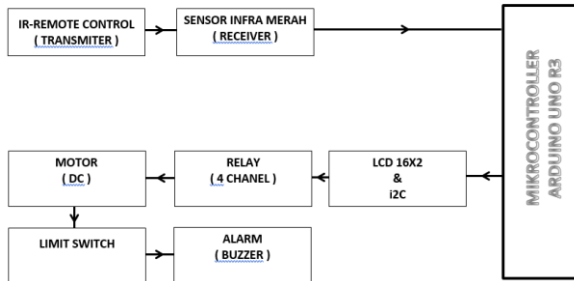 IR-REMOTE CONTROL
( TRANSMITER )
SENSOR INFRA MERAH
( RECEIVER )
MIKROCONTROLLER
ARDUINO UNO R3
MOTOR
( DC )
RELAY
( 4 CHANEL )
LCD 16X2
&
i2C
LIMIT SWITCH
ALARM
( BUZZER )